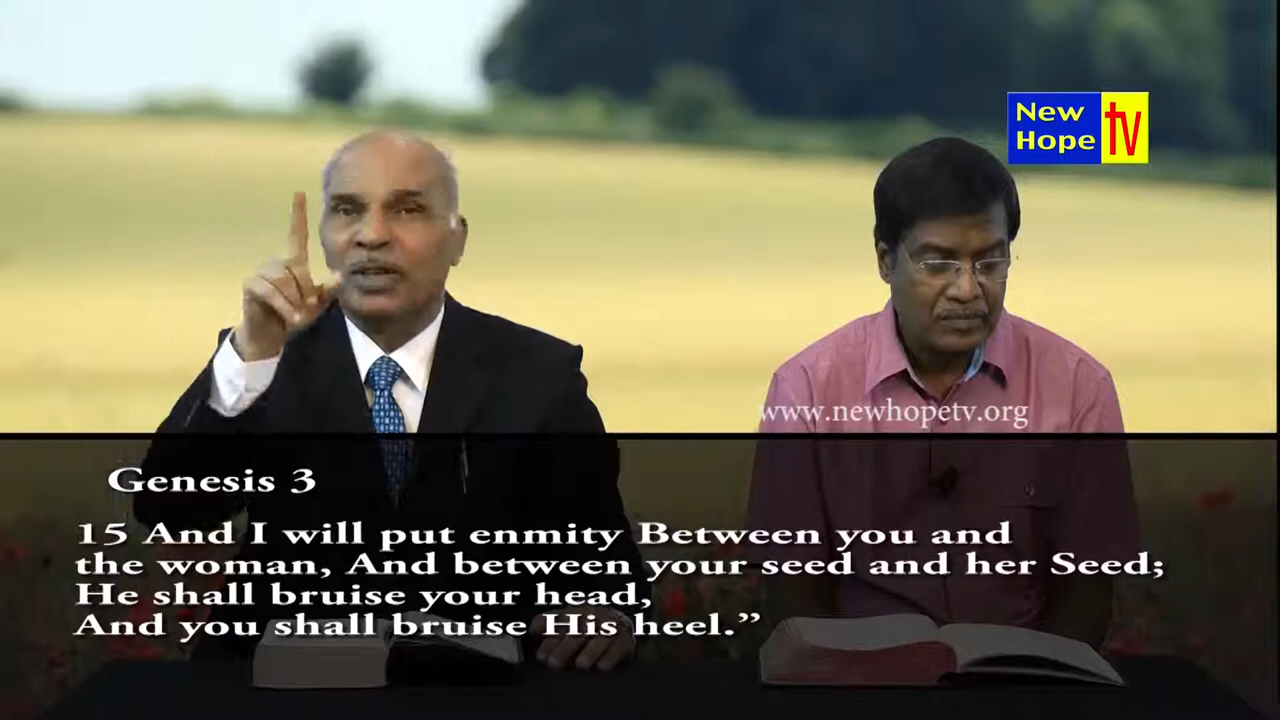 New
Hope TV
www.newhopetv.org
Genesis 3
15 And I will put enmity Between you and
the woman, And between your seed and her Seed;
He shall bruise your head,
And you shall bruise His heel.”